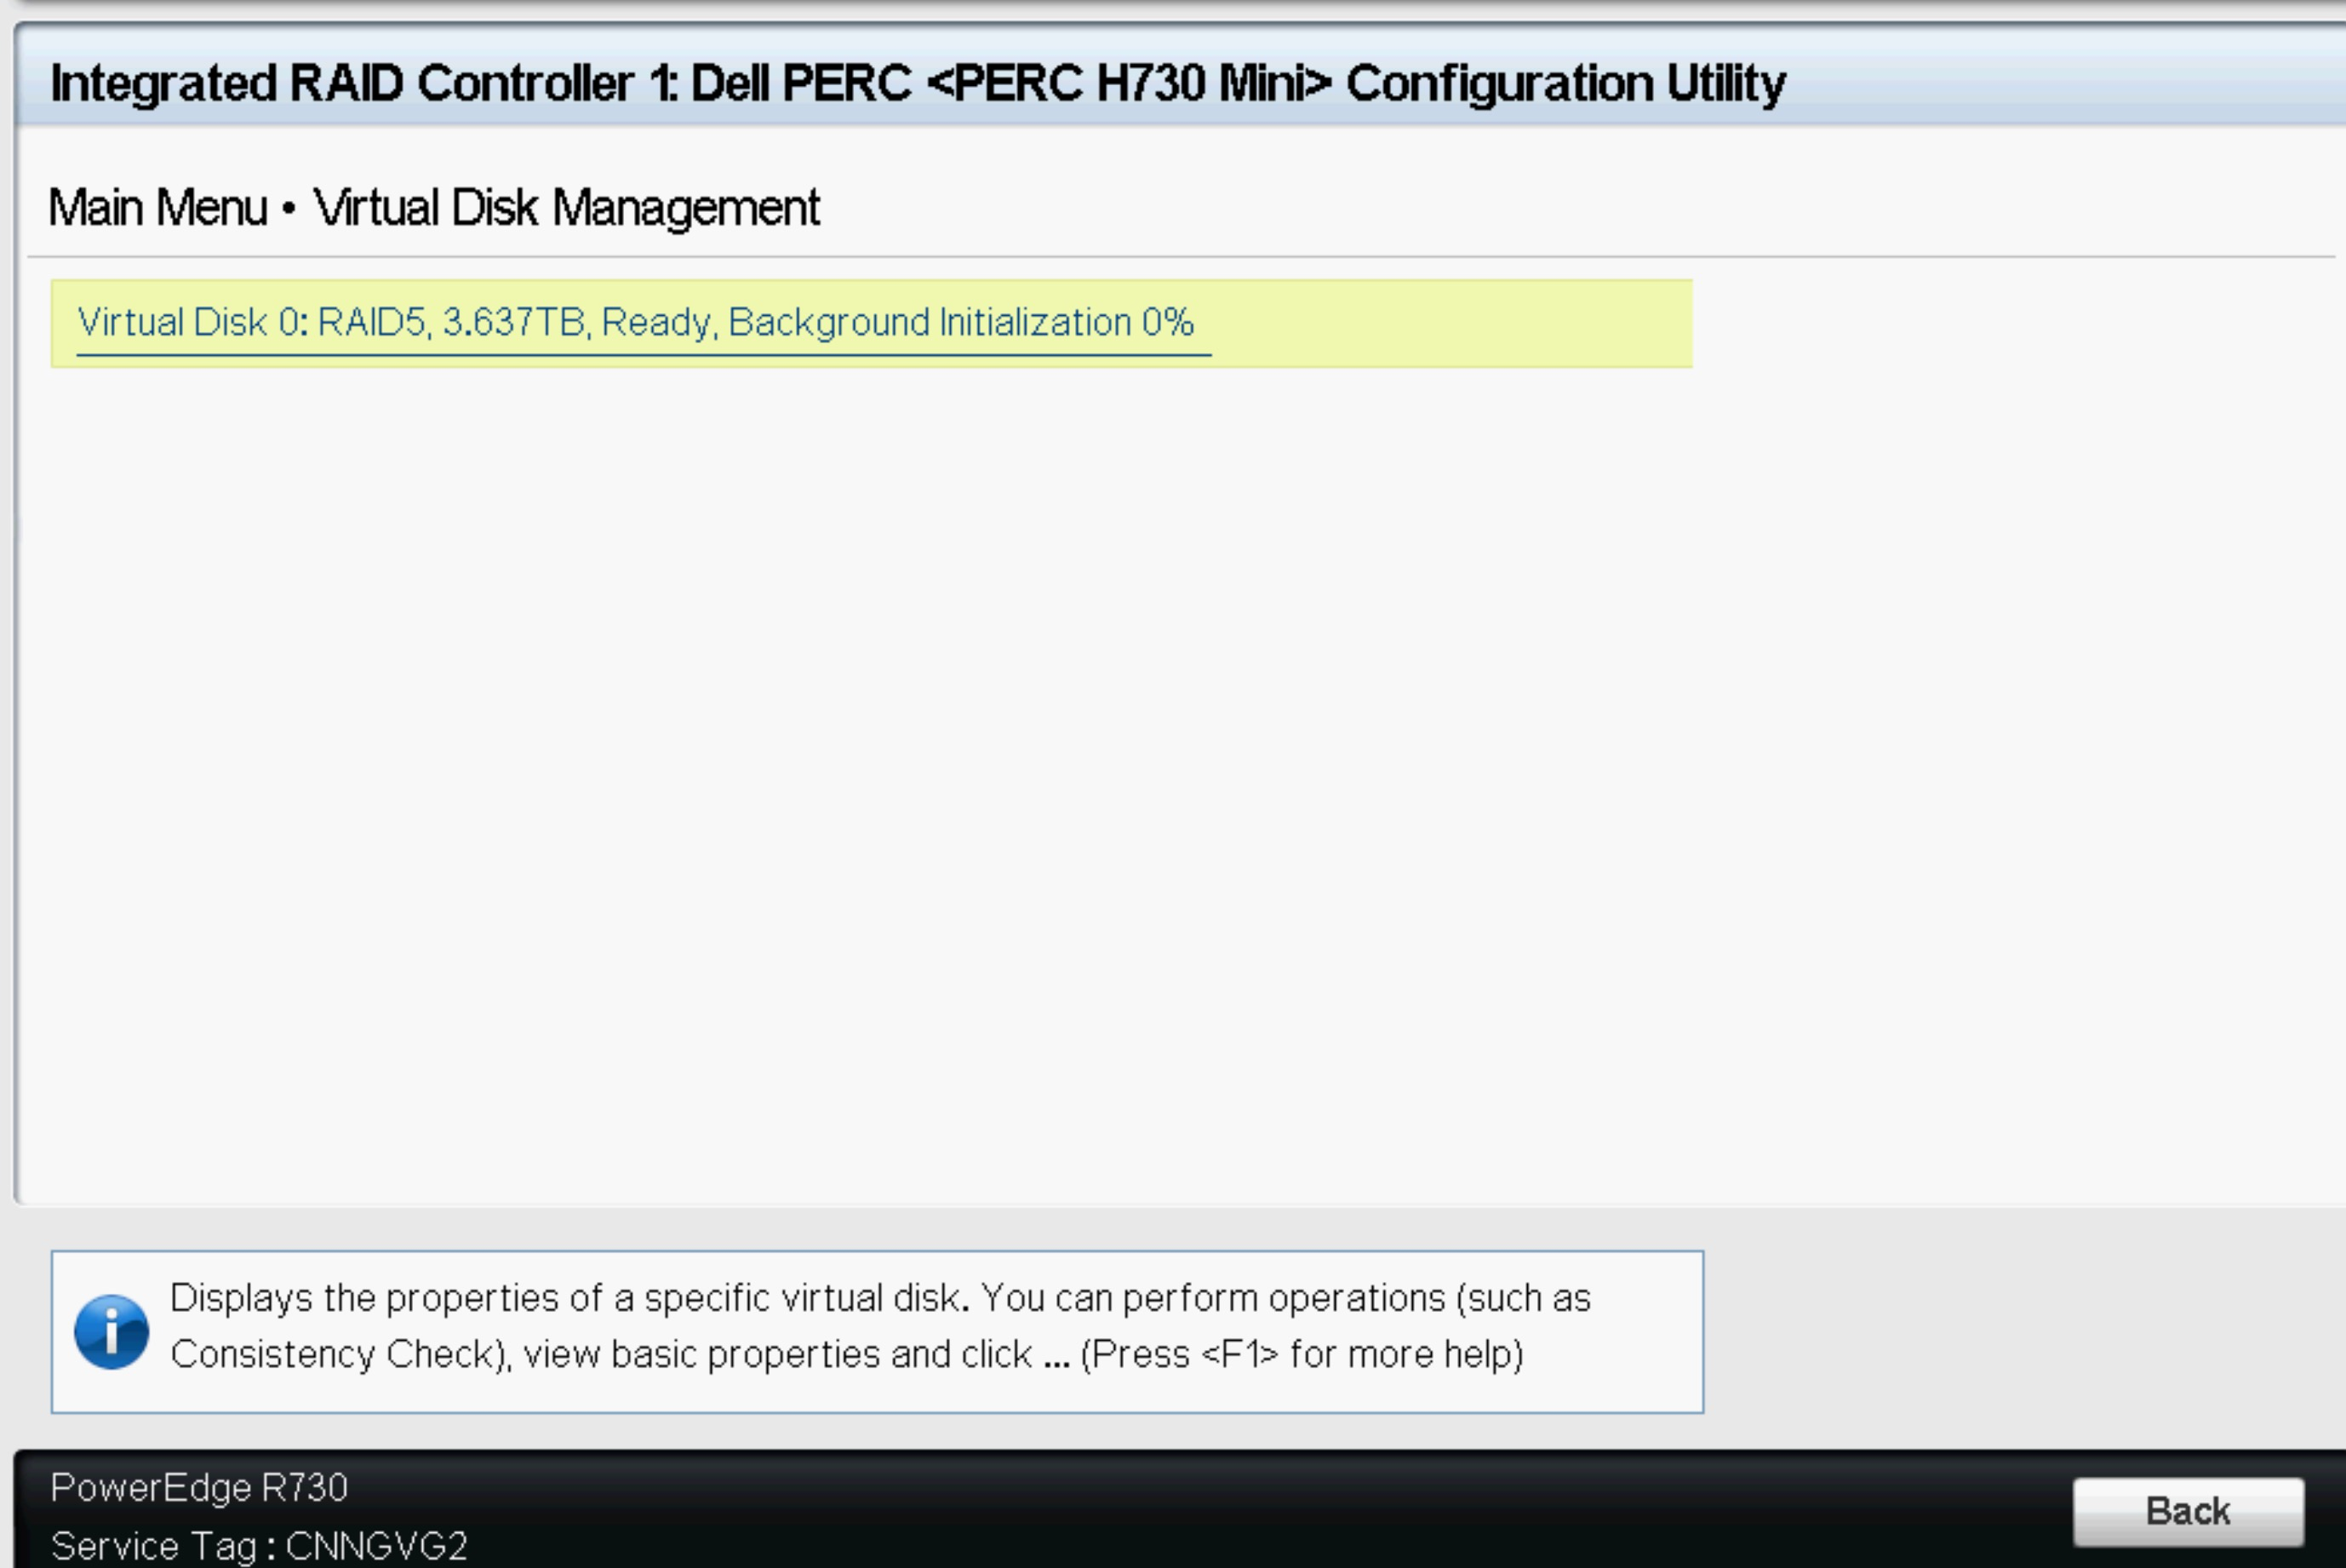 Integrated RAID Controller 1: Dell PERC <PERC H730 Mini> Configuration Utility
Main Menu • Virtual Disk Management
Virtual Disk 0: RAID5, 3.637TB, Ready, Background Initialization 0%
Displays the properties of a specific virtual disk. You can perform operations (such as
Consistency Check), view basic properties and click ... (Press <F1> for more help)
PowerEdge R730
Service Tag : CNNGVG2
Back